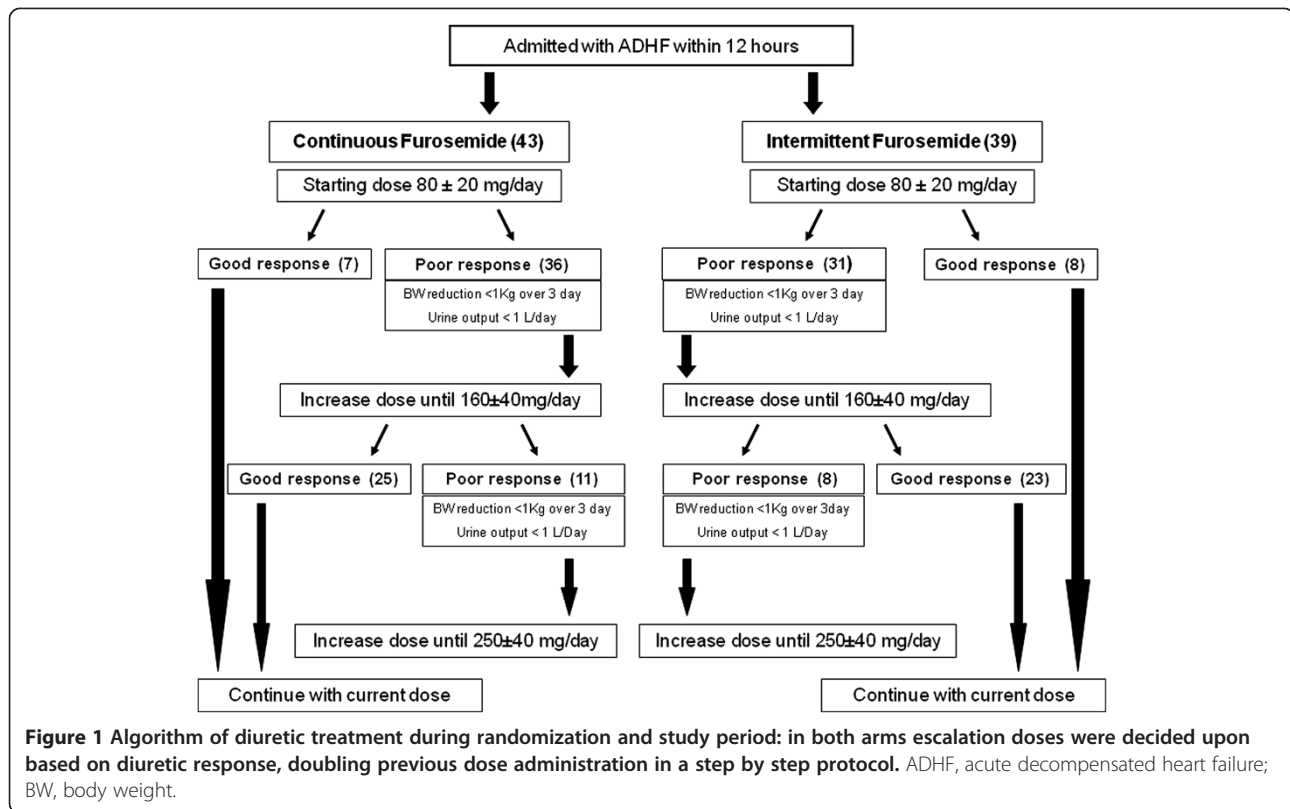 Admitted with ADHF within 12 hours
Continuous Furosemide (43)
Intermittent Furosemide (39)
Starting dose 80 ± 20 mg/day
Starting dose 80 ± 20 mg/day
Good response (7)
Poor response (36)
Poor response (31)
Good response (8)
BW reduction <1Kg over 3 day
Urine output < 1 L/day
BW reduction <1Kg over 3 day
Urine output < 1 L/day
Increase dose until 160±40mg/day
Increase dose until 160±40 mg/day
Good response (25)
Poor response (11)
Poor response (8)
Good response (23)
BW reduction <1Kg over 3 day
Urine output < 1 L/Day
BW reduction <1Kg over 3day
Urine output < 1 L/Day
Increase dose until 250±40 mg/day
Increase dose until 250±40 mg/day
Continue with current dose
Continue with current dose
Figure 1 Algorithm of diuretic treatment during randomization and study period: in both arms escalation doses were decided upon
based on diuretic response, doubling previous dose administration in a step by step protocol. ADHF, acute decompensated heart failure;
BW, body weight.